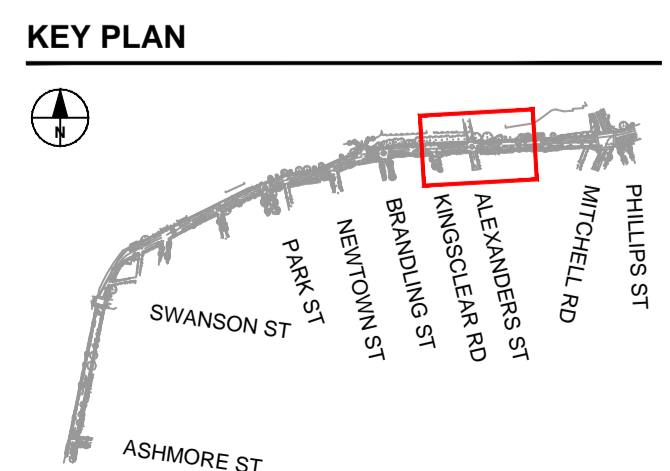 KEY PLAN
N
SWANSON ST
PARK ST
NEWTOWN ST
BRANDLING ST
KINGSCLEAR RD
ALEXANDERS ST
MITCHELL RD
PHILLIPS ST
ASHMORE ST